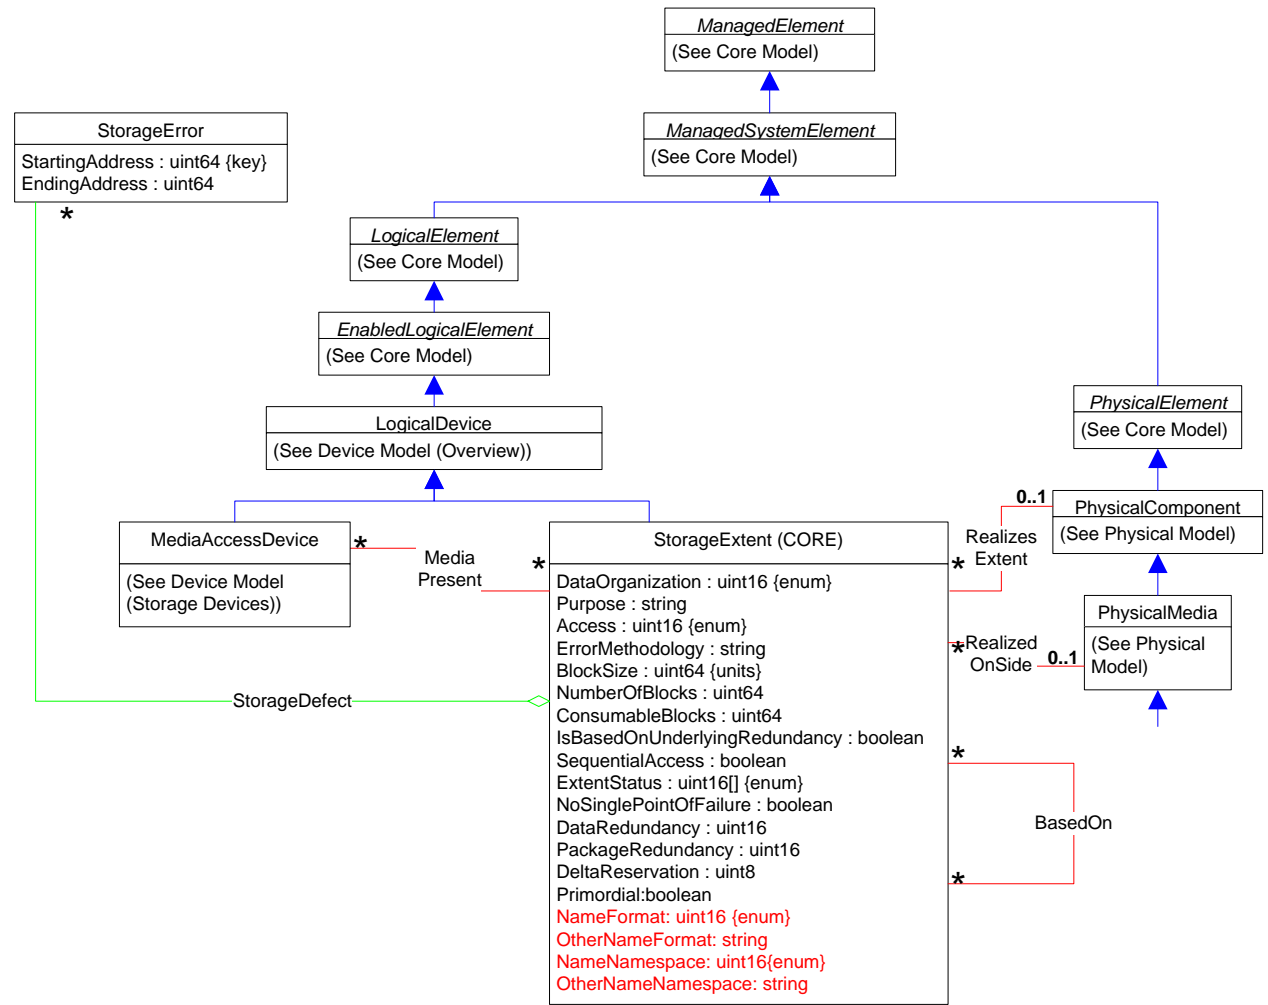 ManagedElement
(See Core Model)
StorageError
StartingAddress : uint64 {key}
EndingAddress : uint64
*
ManagedSystemElement
(See Core Model)
LogicalElement
(See Core Model)
EnabledLogicalElement
(See Core Model)
LogicalDevice
(See Device Model (Overview))
PhysicalElement
(See Core Model)
MediaAccessDevice
(See Device Model
(Storage Devices))
*
Media
Present
*
StorageExtent (CORE)
DataOrganization : uint16 {enum}
Purpose : string
Access : uint16 {enum}
ErrorMethodology : string
BlockSize : uint64 {units}
NumberOfBlocks : uint64
ConsumableBlocks : uint64
IsBasedOnUnderlyingRedundancy : boolean
SequentialAccess : boolean
ExtentStatus : uint16[] {enum}
NoSinglePointOfFailure : boolean
DataRedundancy : uint16
PackageRedundancy : uint16
DeltaReservation : uint8
Primordial:boolean
NameFormat: uint16 {enum}
OtherNameFormat: string
NameNamespace: uint16{enum}
OtherNameNamespace: string
0..1
Realizes
Extent
*
PhysicalComponent
(See Physical Model)
*
Realized
OnSide
0..1
PhysicalMedia
(See Physical
Model)
StorageDefect
*
BasedOn
*